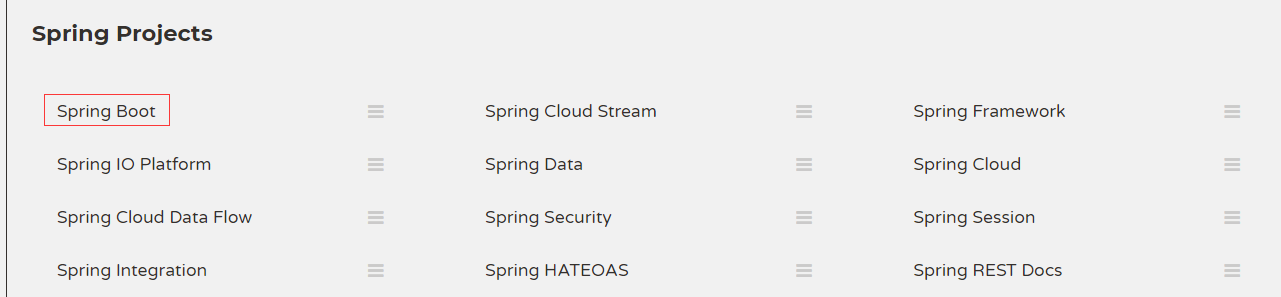 Spring Projects
Spring Boot
Spring Cloud Stream
Spring Framework
Spring IO Platform
Spring Data
Spring Cloud
Spring Cloud Data Flow
Spring Security
Spring Session
Spring Integration
Spring HATEOAS
Spring REST Docs